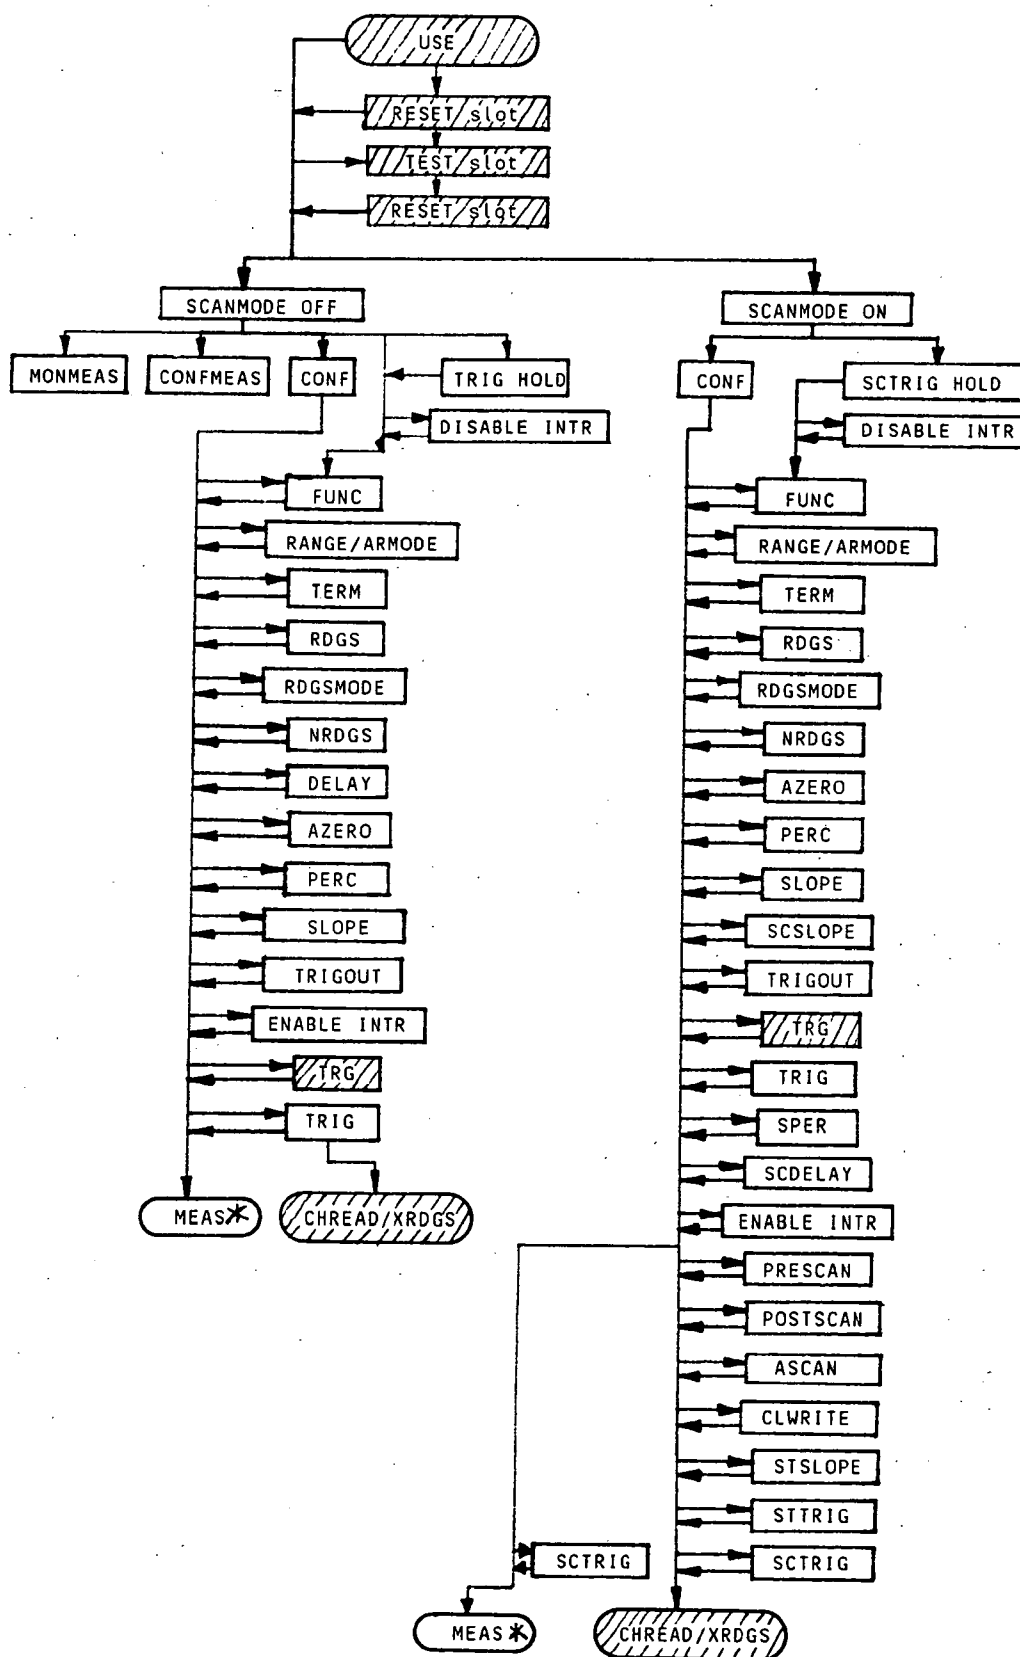 USE
RESET slot
TEST slot
RESET slot
SCANMODE OFF
MONMEAS
CONFMEAS
CONF
TRIG HOLD
DISABLE INTR
FUNC
RANGE/ARMODE
TERM
RDGS
RDGSMODE
NRDGS
DELAY
AZERO
PERC
SLOPE
TRIGOUT
ENABLE INTR
TRG
TRIG
MEAS*
CHREAD/XRDGS
SCANMODE ON
CONF
SCTRIG HOLD
DISABLE INTR
FUNC
RANGE/ARMODE
TERM
RDGS
RDGSMODE
NRDGS
AZERO
PERC
SLOPE
SCSLOPE
TRIGOUT
TRG
TRIG
SPER
SCDELAY
ENABLE INTR
PRESCAN
POSTSCAN
ASCAN
CLWRITE
STSLOPE
STTRIG
SCTRIG
SCTRIG
MEAS*
CHREAD/XRDGS